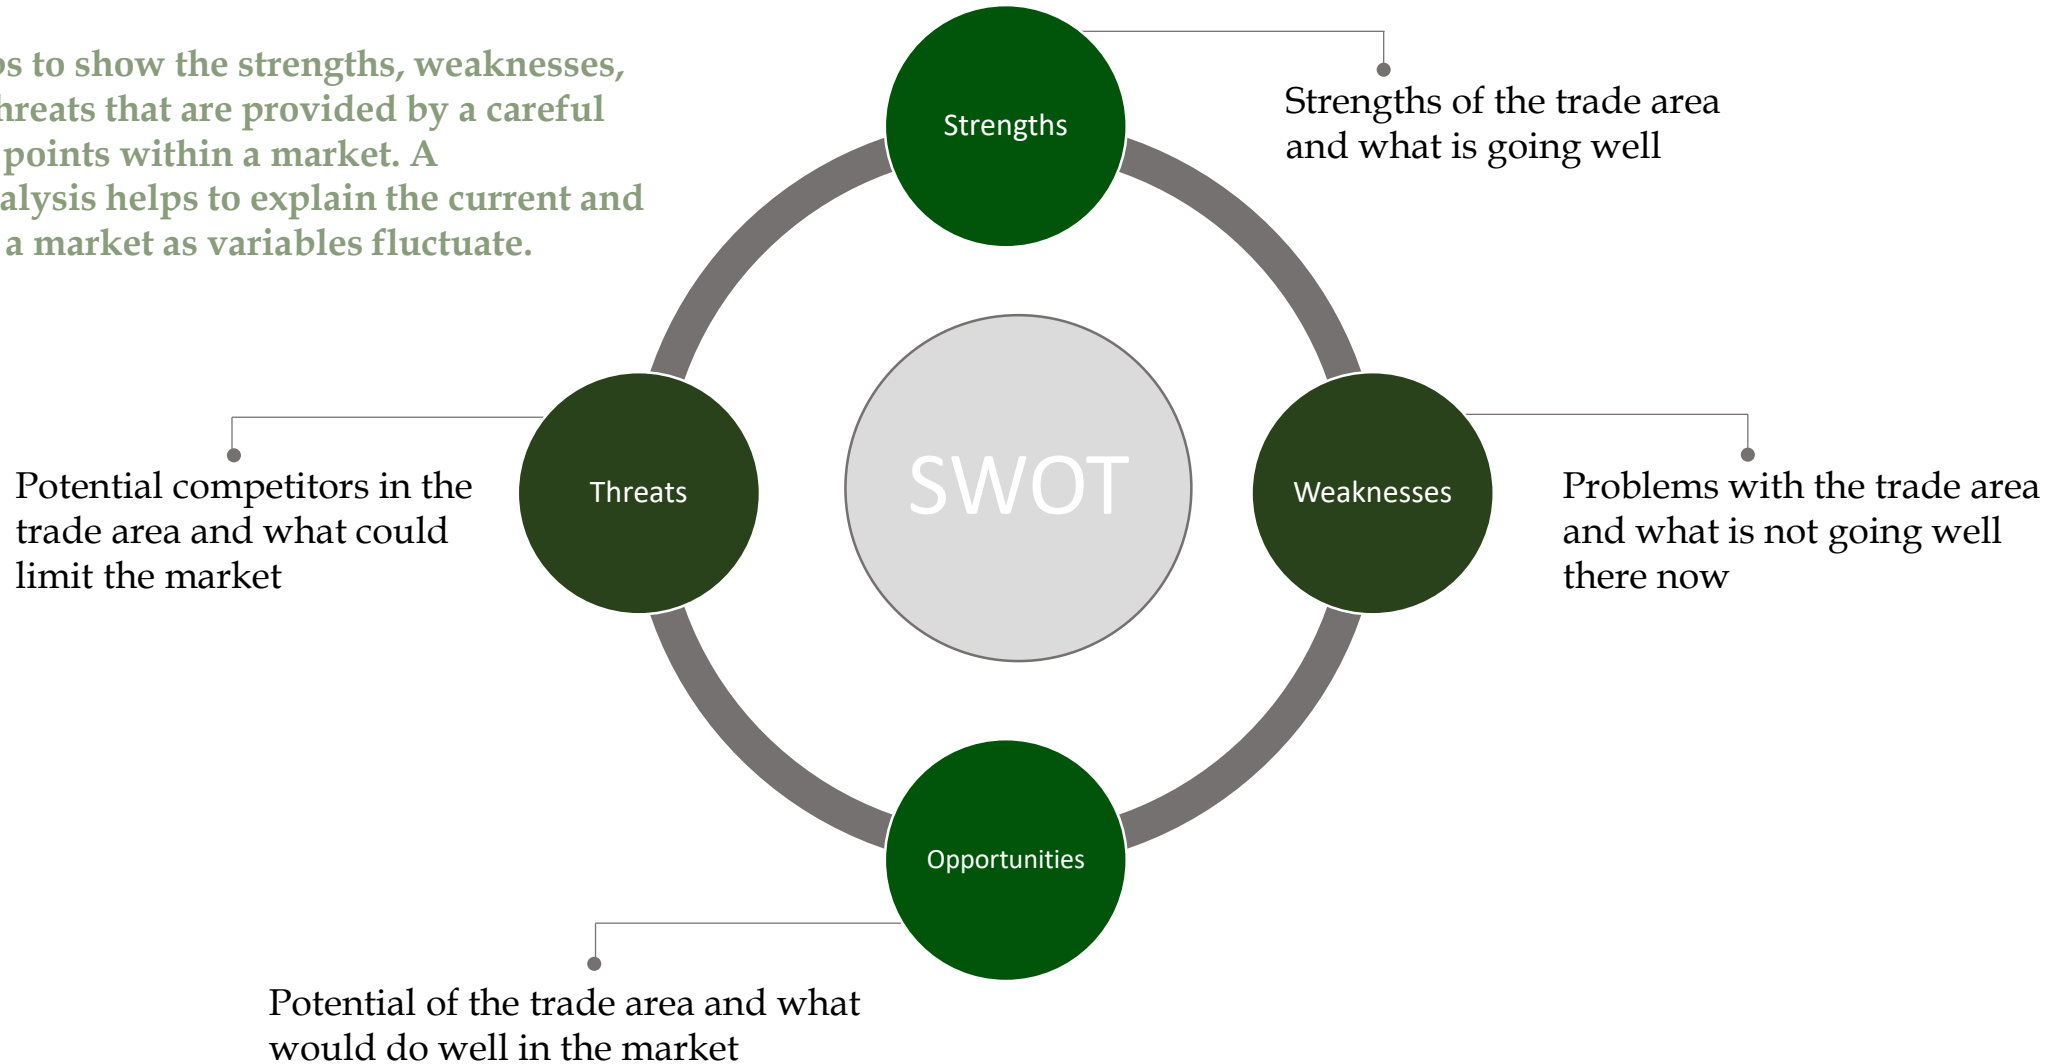 ps to show the strengths, weaknesses,
threats that are provided by a careful
points within a market. A
alysis helps to explain the current and
a market as variables fluctuate.
Strengths
Strengths of the trade area
and what is going well
Threats
SWOT
Weaknesses
Potential competitors in the
trade area and what could
limit the market
Problems with the trade area
and what is not going well
there now
Opportunities
Potential of the trade area and what
would do well in the market